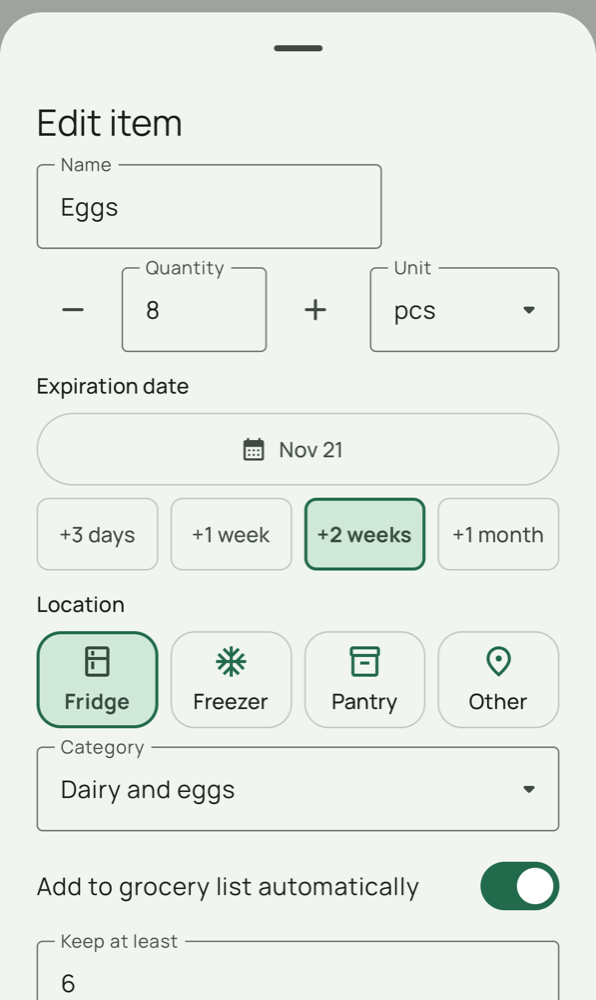 Edit item
Name
Eggs
Quantity
Unit
8
pcs
Expiration date
Nov 21
+3 days
+1 week
+2 weeks
+1 month
Location
Fridge
Freezer
Pantry
Other
Category
Dairy and eggs
Add to grocery list automatically
Keep at least
6